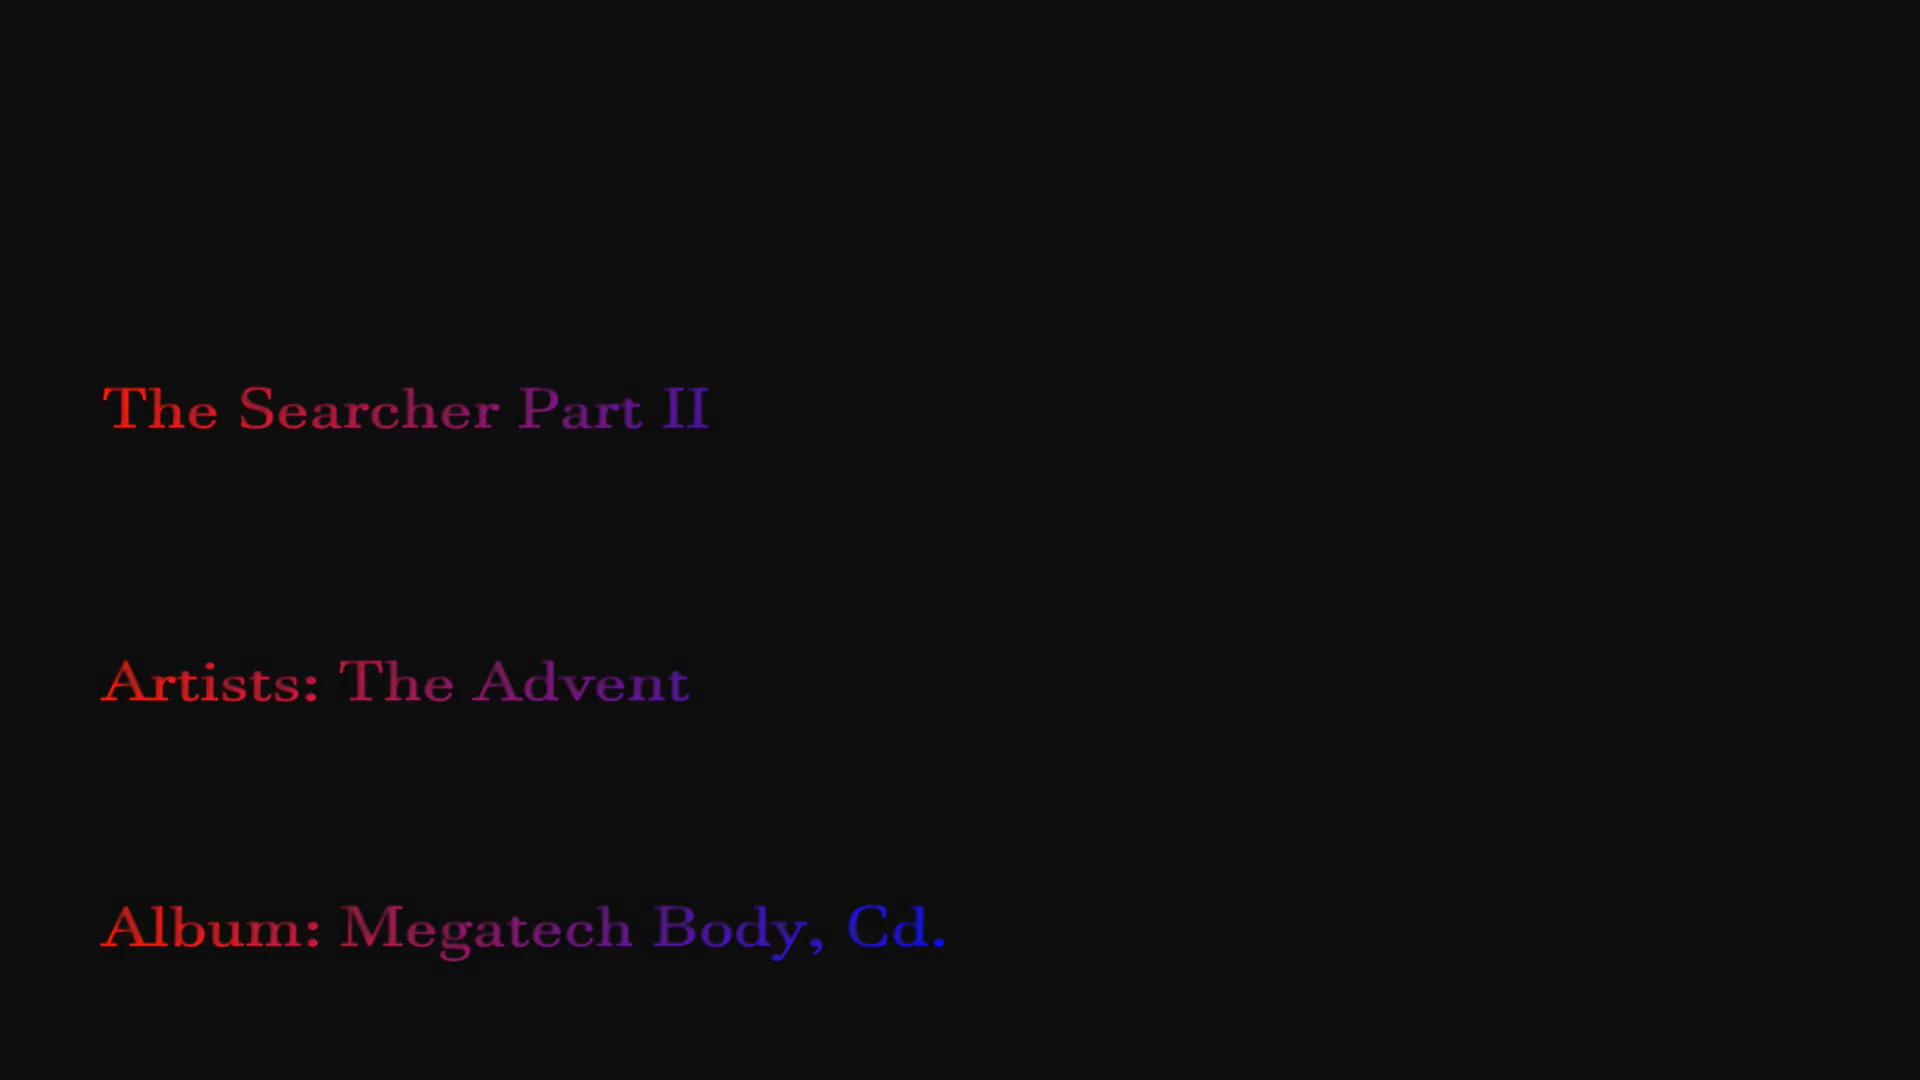 The Searcher Part II
Artists: The Advent
Album: Megatech Body, Cd.